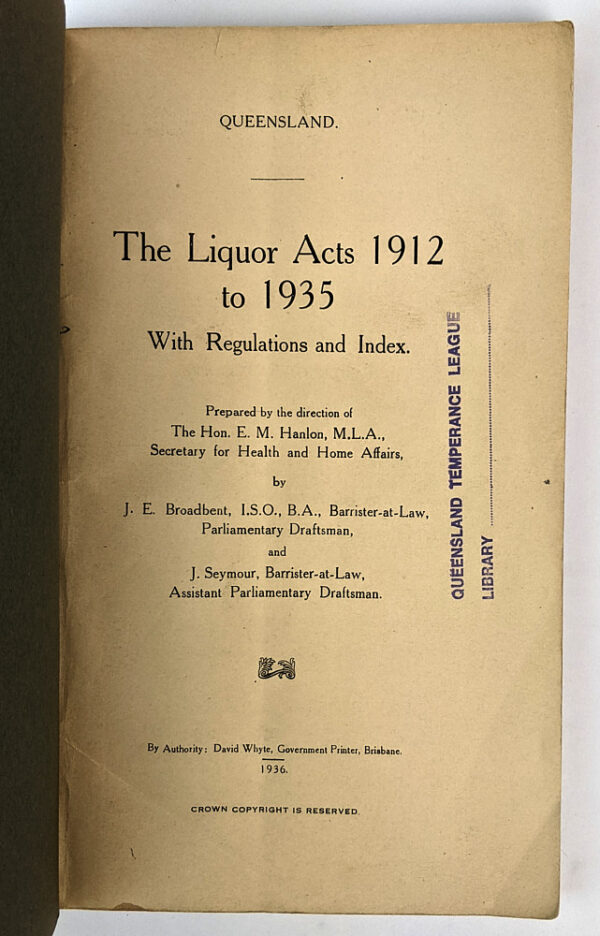 QUEENSLAND.
The Liquor Acts 1912
to 1935
With Regulations and Index.
Prepared by the direction of
The Hon. E. M. Hanlon, M.L.A.,
Secretary for Health and Home Affairs,
by
J. E. Broadbent, I.S.O., B.A., Barrister-at-Law,
Parliamentary Draftsman,
and
J. Seymour, Barrister-at-Law,
Assistant Parliamentary Draftsman.
By Authority: David Whyte, Government Printer, Brisbane.
1936.
CROWN COPYRIGHT IS RESERVED.
QUEENSLAND TEMPERANCE LEAGUE
LIBRARY